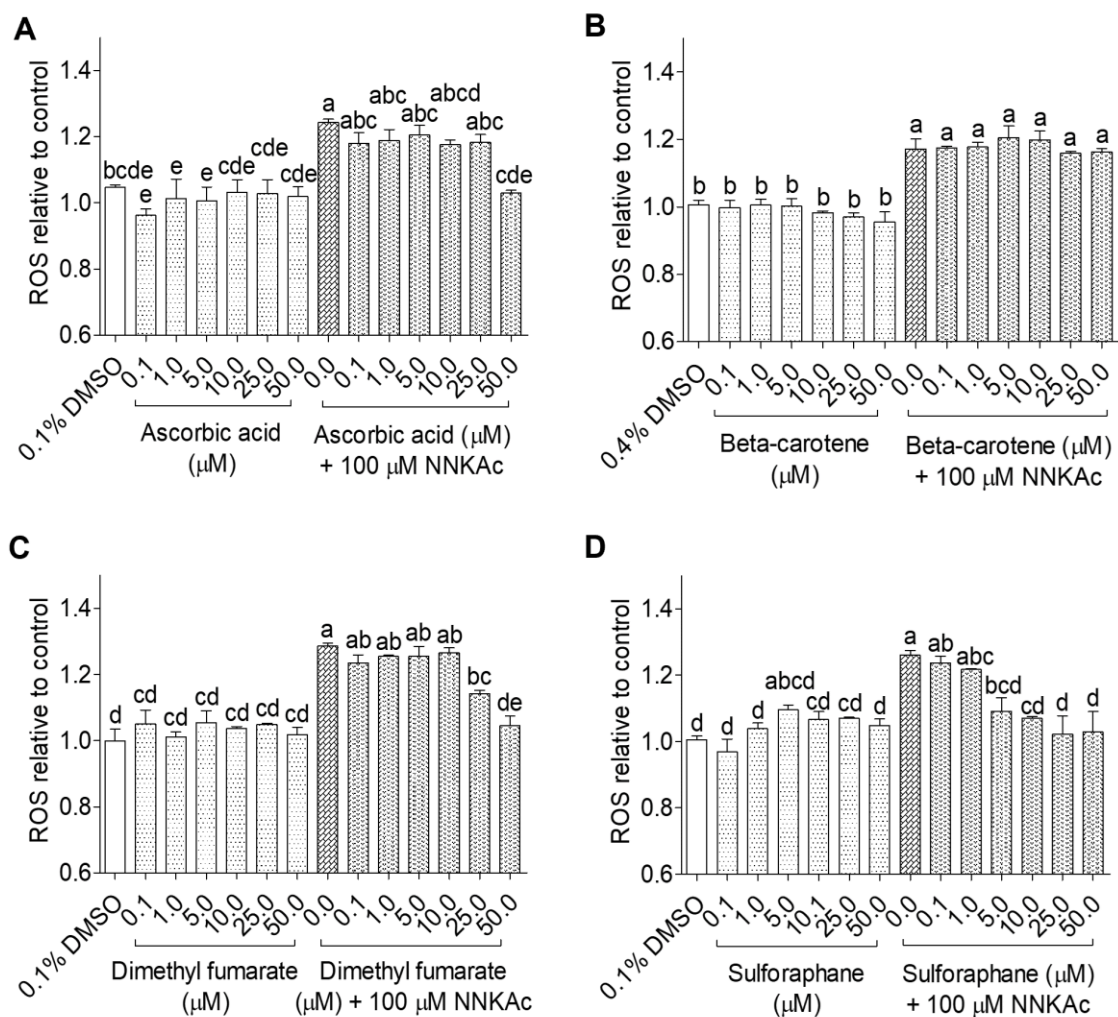 A
ROS relative to control
1.4
1.2
1.0
0.8
0.6
bcde e e e cde cde cde a abc abc abc abcd abc cde
0.1% DMSO 0.1 1.0 5.0 10.0 25.0 50.0 0.0 0.1 1.0 5.0 10.0 25.0 50.0
Ascorbic acid
(μM)
Ascorbic acid (μM)
+ 100 μM NNKAc
B
ROS relative to control
1.4
1.2
1.0
0.8
0.6
b b b b b b b a a a a a a a
0.4% DMSO 0.1 1.0 5.0 10.0 25.0 50.0 0.0 0.1 1.0 5.0 10.0 25.0 50.0
Beta-carotene
(μM)
Beta-carotene (μM)
+ 100 μM NNKAc
C
ROS relative to control
1.4
1.2
1.0
0.8
0.6
d cd cd cd cd cd cd a ab ab ab ab bc de
0.1% DMSO 0.1 1.0 5.0 10.0 25.0 50.0 0.0 0.1 1.0 5.0 10.0 25.0 50.0
Dimethyl fumarate
(μM)
Dimethyl fumarate
(μM) + 100 μM NNKAc
D
ROS relative to control
1.4
1.2
1.0
0.8
0.6
d d d abcd cd cd d a ab abc bcd cd d d
0.1% DMSO 0.1 1.0 5.0 10.1 25.0 50.0 0.0 0.1 1.0 5.0 10.0 25.0 50.0
Sulforaphane
(μM)
Sulforaphane (μM)
+ 100 μM NNKAc